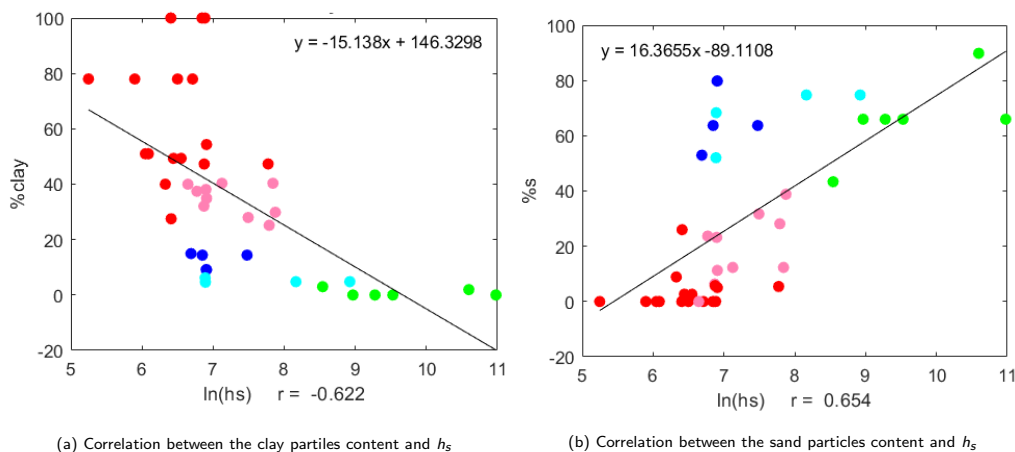 y = -15.138x + 146.3298
100
80
60
40
20
0
-20
%clay
5 6 7 8 9 10 11
ln(hs) r = -0.622
(a) Correlation between the clay partiles content and hs
y = 16.3655x -89.1108
100
80
60
40
20
0
-20
%s
5 6 7 8 9 10 11
ln(hs) r = 0.654
(b) Correlation between the sand particles content and hs